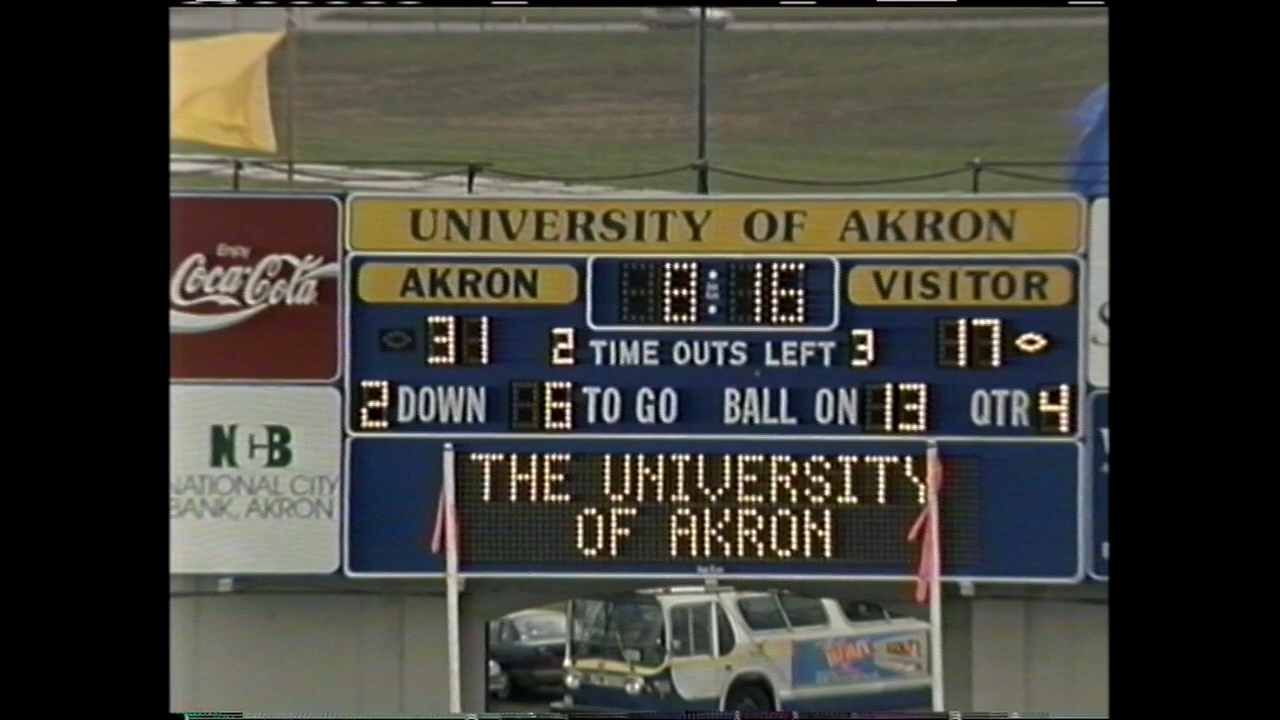 UNIVERSITY OF AKRON
Enjoy
Coca-Cola
AKRON 8:16 VISITOR
31 2 TIME OUTS LEFT 3 17
2 DOWN 6 TO GO BALL ON 13 QTR 4
NCB
NATIONAL CITY
BANK, AKRON
THE UNIVERSITY
OF AKRON